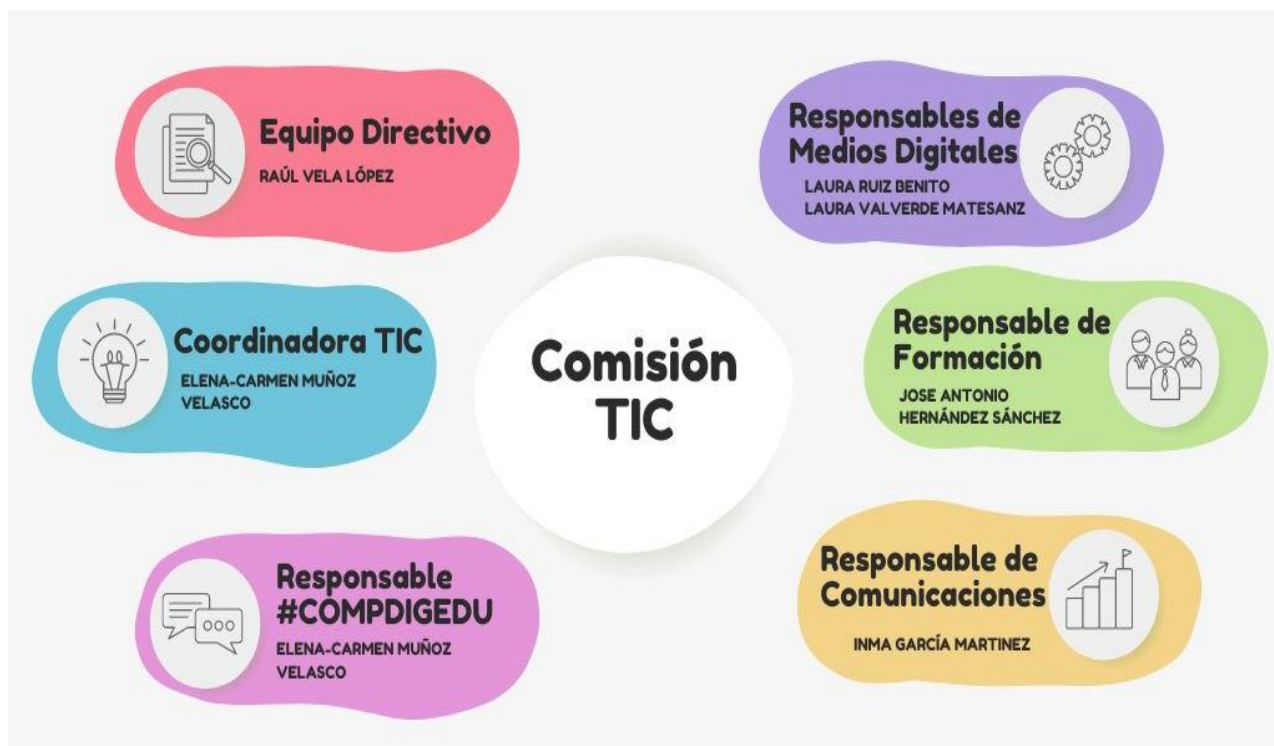 Equipo Directivo
RAÚL VELA LÓPEZ
Coordinadora TIC
ELENA-CARMEN MUÑOZ
VELASCO
Responsable
#COMPDIGEDU
ELENA-CARMEN MUÑOZ
VELASCO
Comisión
TIC
Responsables de
Medios Digitales
LAURA RUIZ BENITO
LAURA VALVERDE MATESANZ
Responsable de
Formación
JOSE ANTONIO
HERNÁNDEZ SÁNCHEZ
Responsable de
Comunicaciones
INMA GARCÍA MARTINEZ